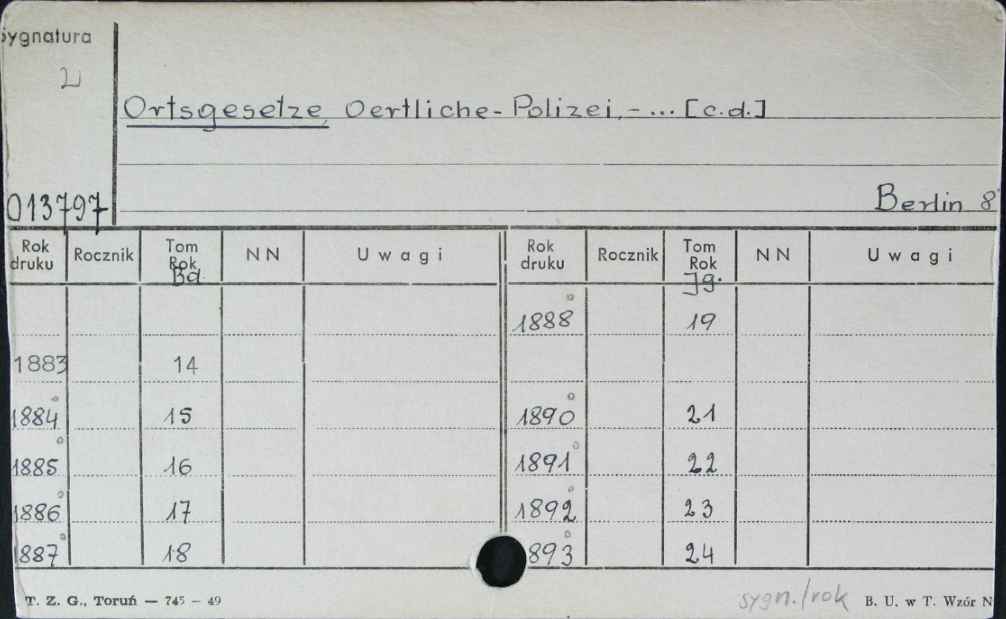 Sygnatura
Ortsgesetze, Oertliche-Polizei,-... [c.d.]
013797
Berlin 8°
Rok druku Rocznik Tom Rok NN Uwagi Rok druku Rocznik Tom Rok NN Uwagi
Bd. Jg.
1888 19
1883 14
1884 15 1890 21
1885 16 1891 22
1886 17 1892 23
1887 18 893 24
T. Z. G., Toruń — 745 — 49 sygn./rok B. U. w T. Wzór N